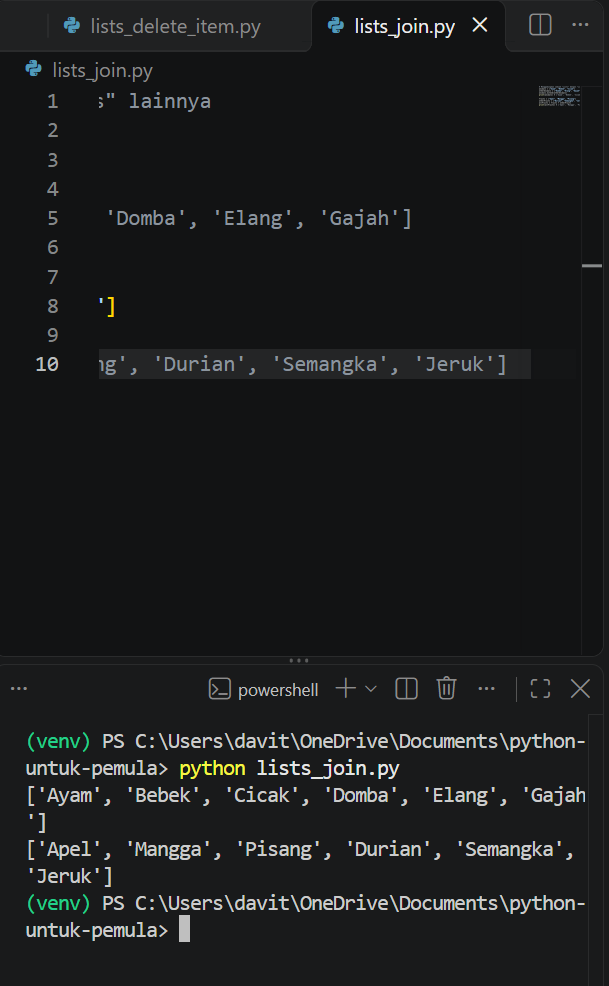 lists_delete_item.py lists_join.py
lists_join.py
1 s" lainnya
2
3
4
5 'Domba', 'Elang', 'Gajah']
6
7
8 ']
9
10 ng', 'Durian', 'Semangka', 'Jeruk']
powershell
(venv) PS C:\Users\davit\OneDrive\Documents\python-
untuk-pemula> python lists_join.py
['Ayam', 'Bebek', 'Cicak', 'Domba', 'Elang', 'Gajah
']
['Apel', 'Mangga', 'Pisang', 'Durian', 'Semangka',
'Jeruk']
(venv) PS C:\Users\davit\OneDrive\Documents\python-
untuk-pemula>